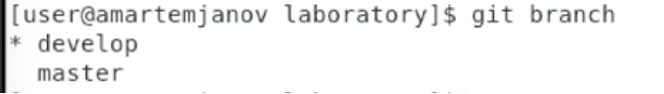 [user@amartemjanov laboratory]$ git branch
* develop
  master